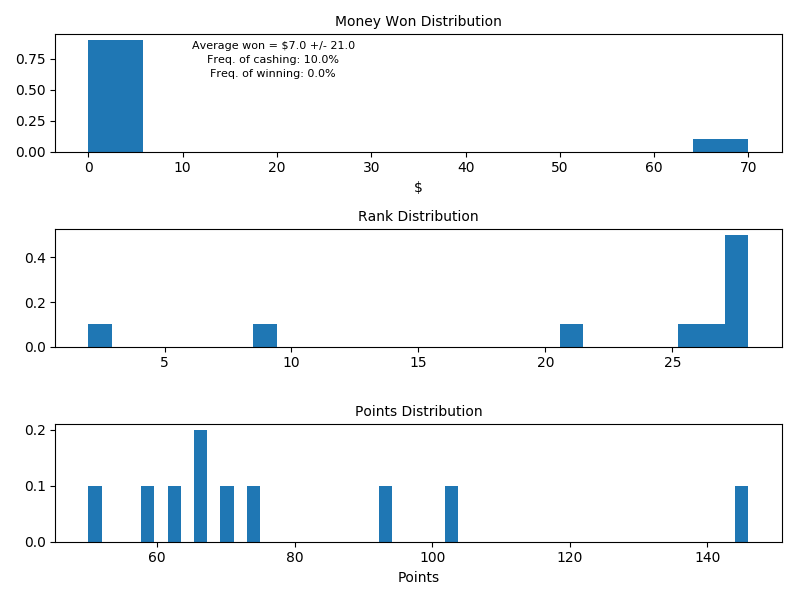 Money Won Distribution
Average won = $7.0 +/- 21.0
Freq. of cashing: 10.0%
Freq. of winning: 0.0%
0.75
0.50
0.25
0.00
0 10 20 30 40 50 60 70
$
Rank Distribution
0.4
0.2
0.0
5 10 15 20 25
Points Distribution
0.2
0.1
0.0
60 80 100 120 140
Points